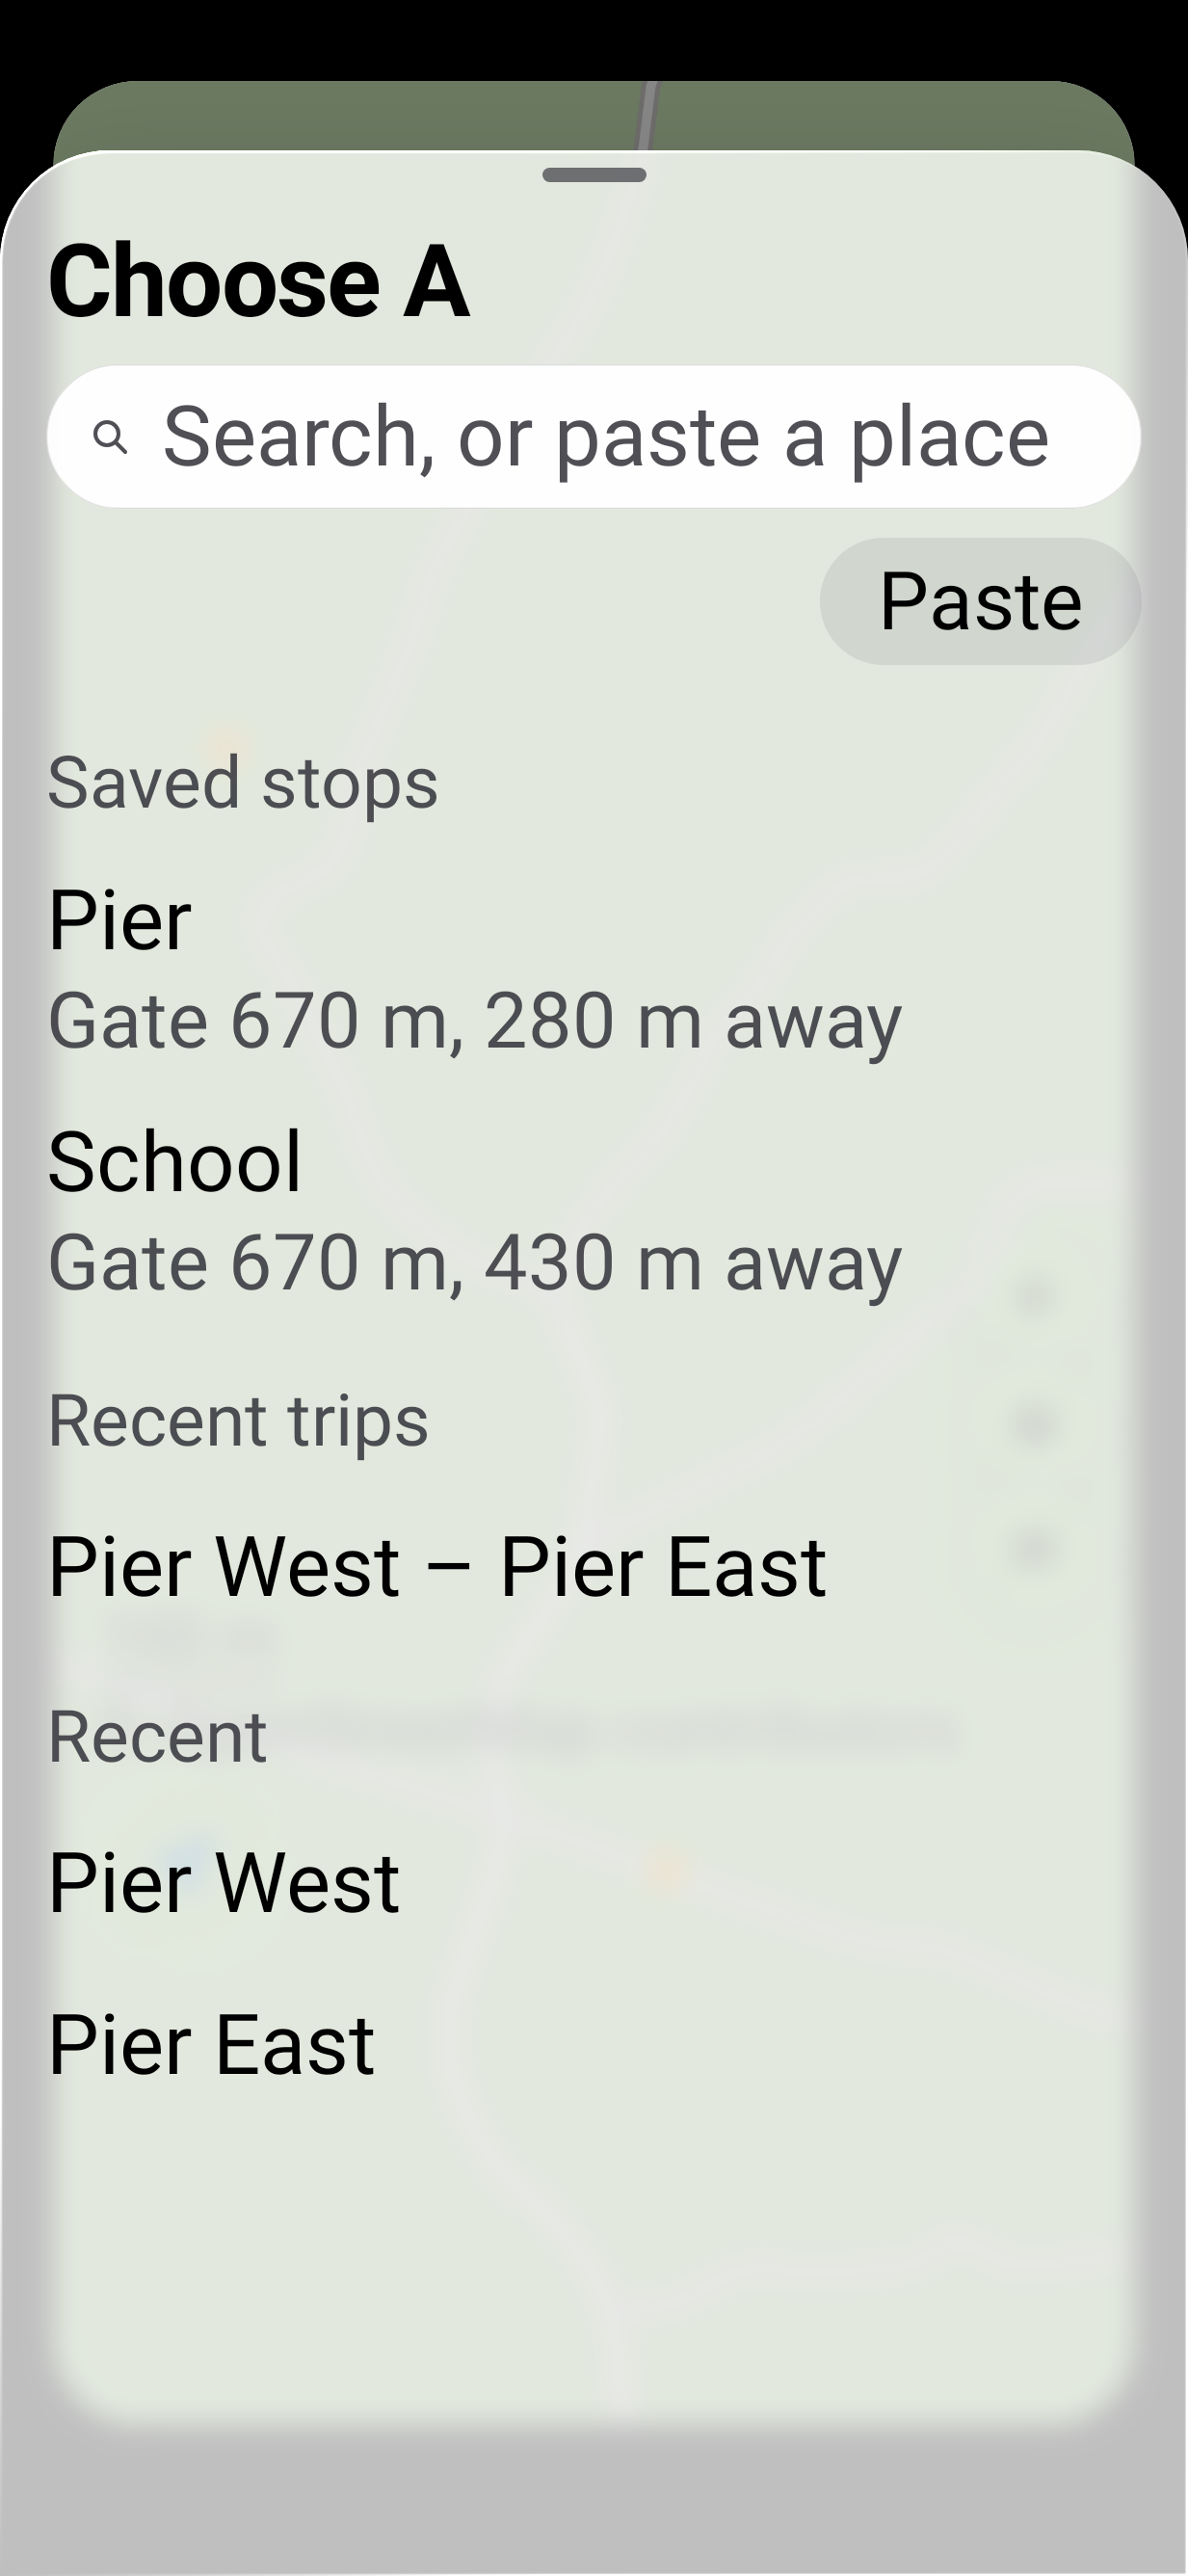 Choose A
Search, or paste a place
Paste
Saved stops
Pier
Gate 670 m, 280 m away
School
Gate 670 m, 430 m away
Recent trips
Pier West – Pier East
Recent
Pier West
Pier East